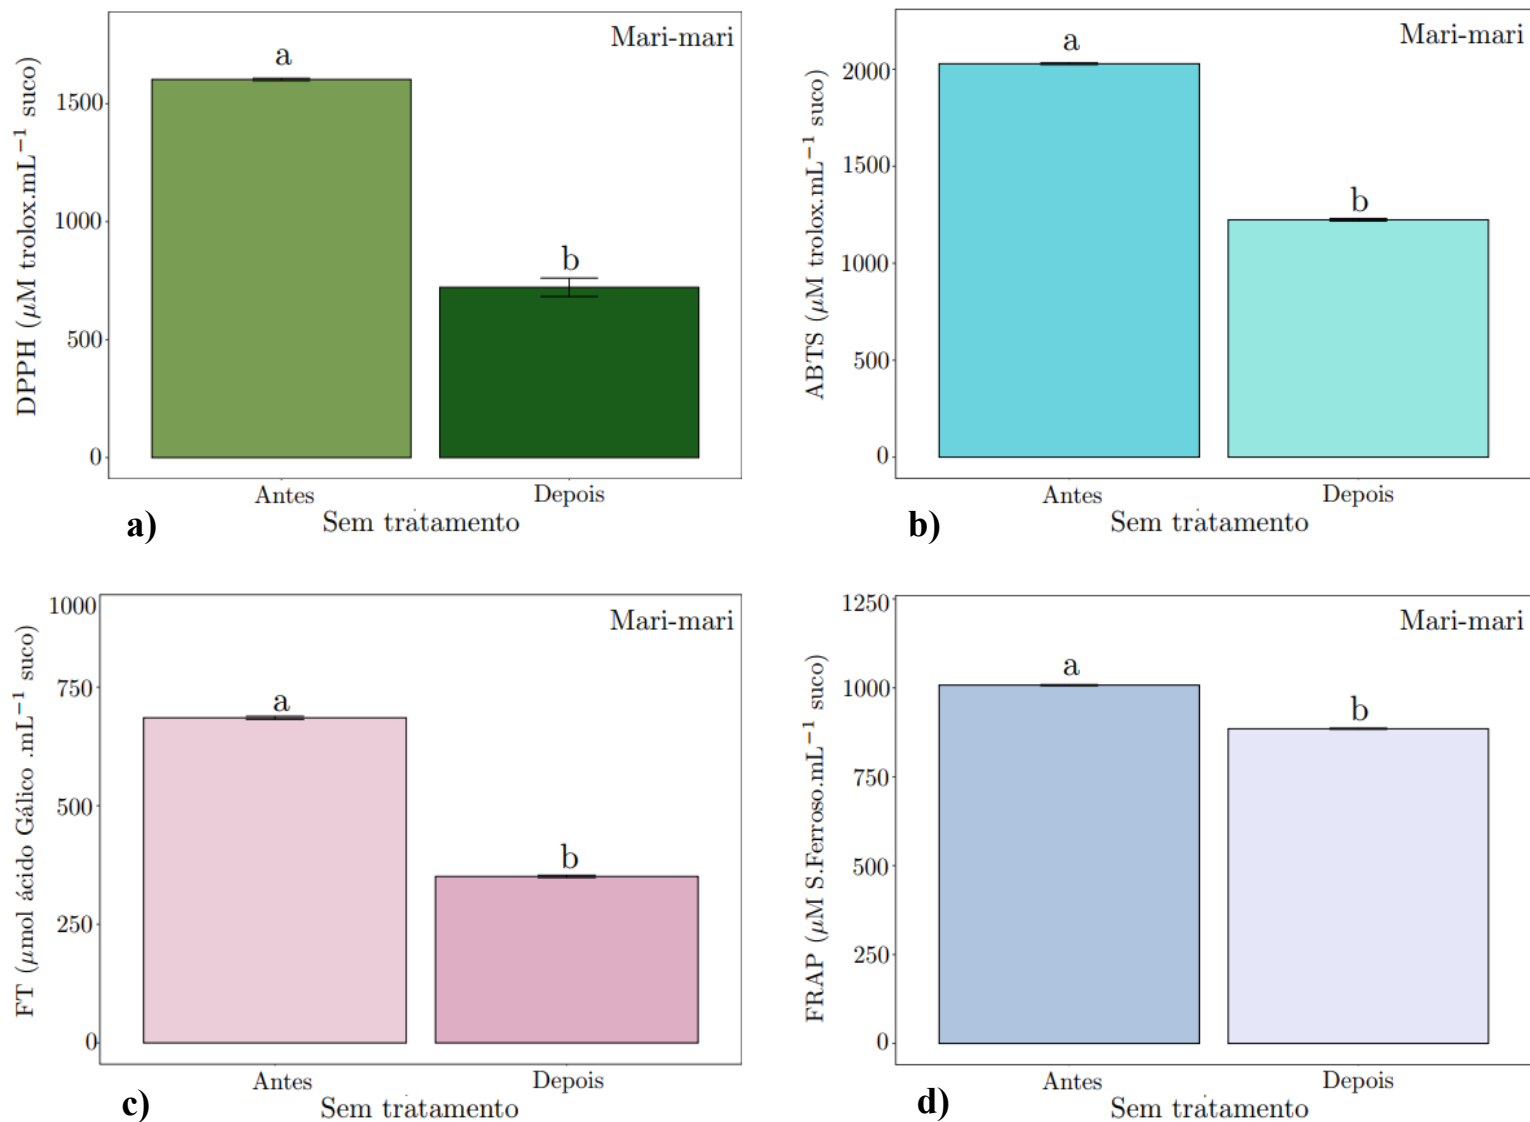 Mari-mari
a
b
1500
1000
500
0
DPPH (μM trolox.mL⁻¹ suco)
Antes
Depois
Sem tratamento
a)
Mari-mari
a
b
2000
1500
1000
500
0
ABTS (μM trolox.mL⁻¹ suco)
Antes
Depois
Sem tratamento
b)
Mari-mari
a
b
1000
750
500
250
0
FT (μmol ácido Gálico .mL⁻¹ suco)
Antes
Depois
Sem tratamento
c)
Mari-mari
a
b
1250
1000
750
500
250
0
FRAP (μM S.Ferroso.mL⁻¹ suco)
Antes
Depois
Sem tratamento
d)